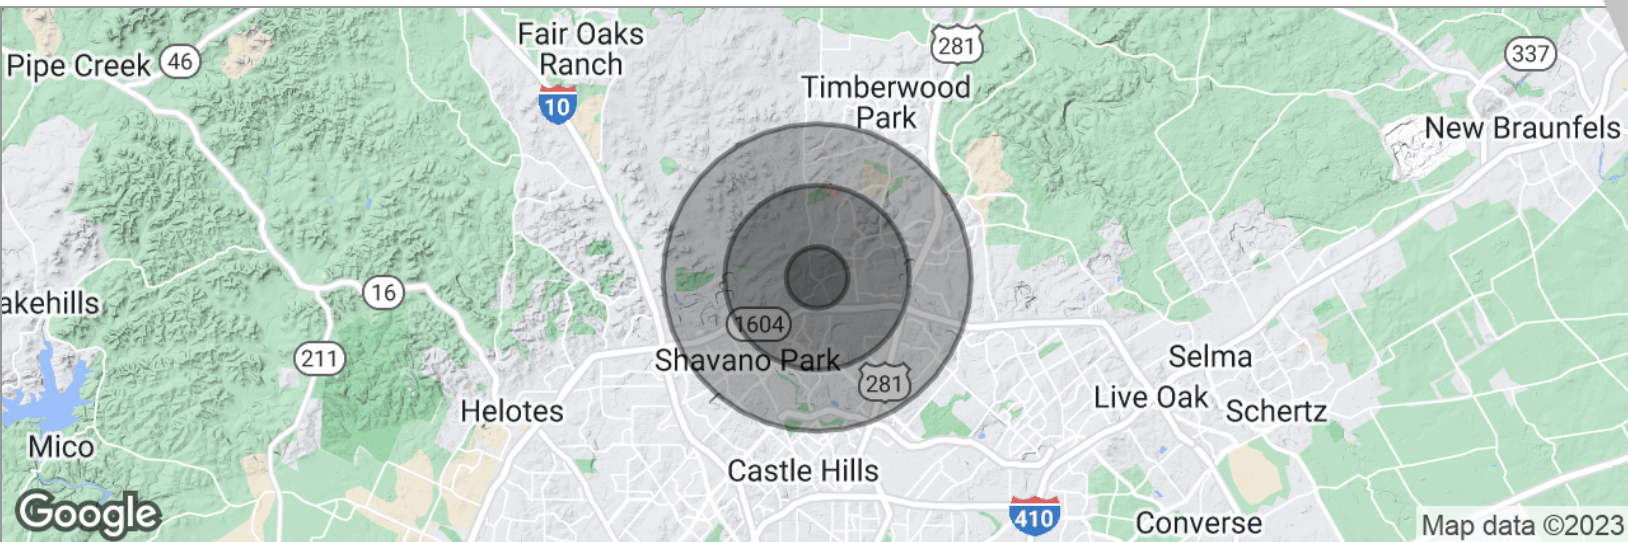 Fair Oaks
Ranch
281
337
Pipe Creek
46
Timberwood
Park
10
New Braunfels
16
akehills
1604
211
Shavano Park
Selma
281
Live Oak
Schertz
Helotes
Mico
Castle Hills
Google
410
Converse
Map data ©2023